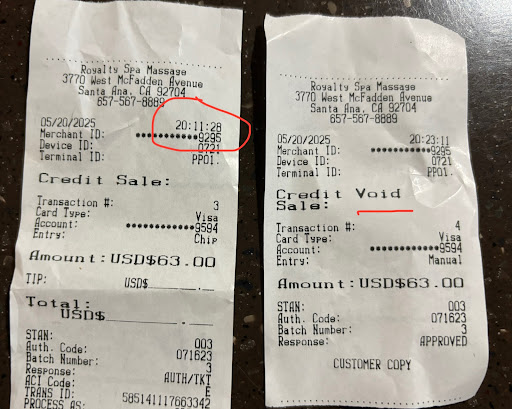 Royalty Spa Massage
3770 West McFadden Avenue
Santa Ana, CA 92704
657-567-8889
05/20/2025 20:11:28
Merchant ID: ●●●●●●●●●●●9295
Device ID: 0721
Terminal ID: PP01.
Credit Sale:
Transaction #: 3
Card Type: Visa
Account: ●●●●●●●●●●●●9594
Entry: Chip
Amount: USD$63.00
TIP: USD$______.__
Total:
USD$______.__
STAN: 003
Auth. Code: 071623
Batch Number: 3
Response: AUTH/TKT
ACI Code: E
TRANS ID: 585141117663342
PROCESS AS:
Royalty Spa Massage
3770 West McFadden Avenue
Santa Ana, CA 92704
657-567-8889
05/20/2025 20:23:11
Merchant ID: ●●●●●●●●●●●9295
Device ID: 0721
Terminal ID: PP01.
Credit Void
Sale:
Transaction #: 4
Card Type: Visa
Account: ●●●●●●●●●●●●9594
Entry: Manual
Amount: USD$63.00
STAN: 003
Auth. Code: 071623
Batch Number: 3
Response: APPROVED
CUSTOMER COPY